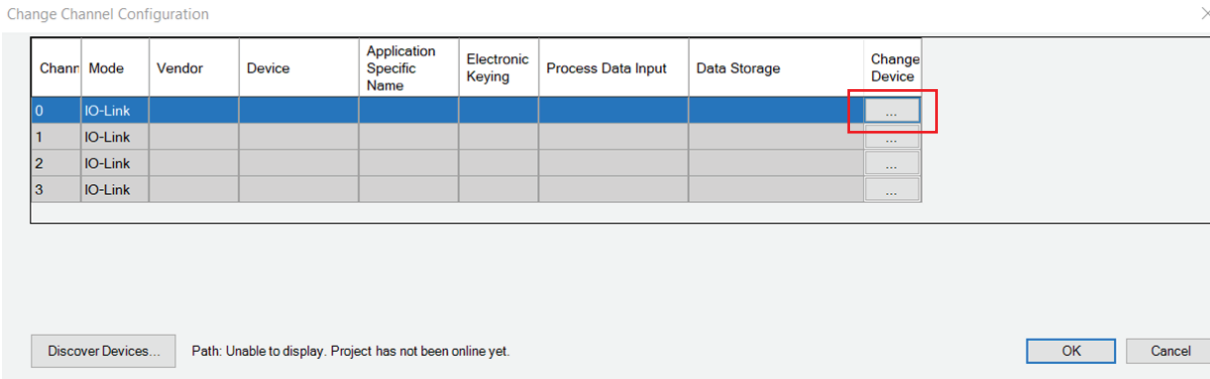 Change Channel Configuration
Chann Mode Vendor Device Application Specific Name Electronic Keying Process Data Input Data Storage Change Device
0 IO-Link ...
1 IO-Link ...
2 IO-Link ...
3 IO-Link ...
Discover Devices... Path: Unable to display. Project has not been online yet. OK Cancel